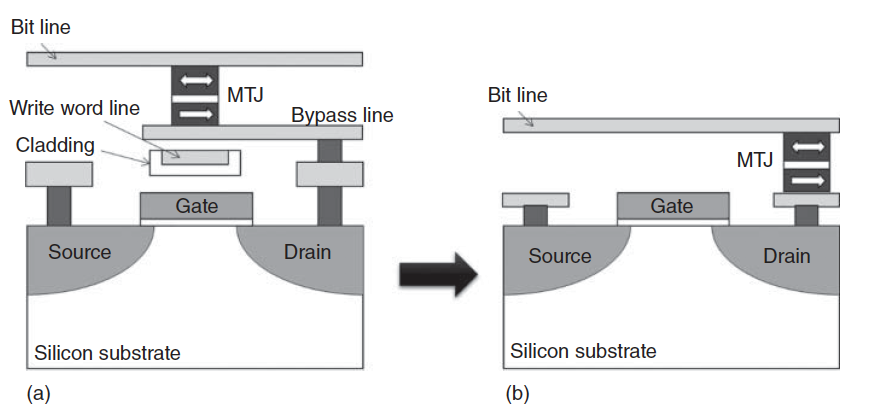 Bit line
MTJ
Write word line
Bypass line
Cladding
Gate
Source
Drain
Silicon substrate
(a)
Bit line
MTJ
Gate
Source
Drain
Silicon substrate
(b)